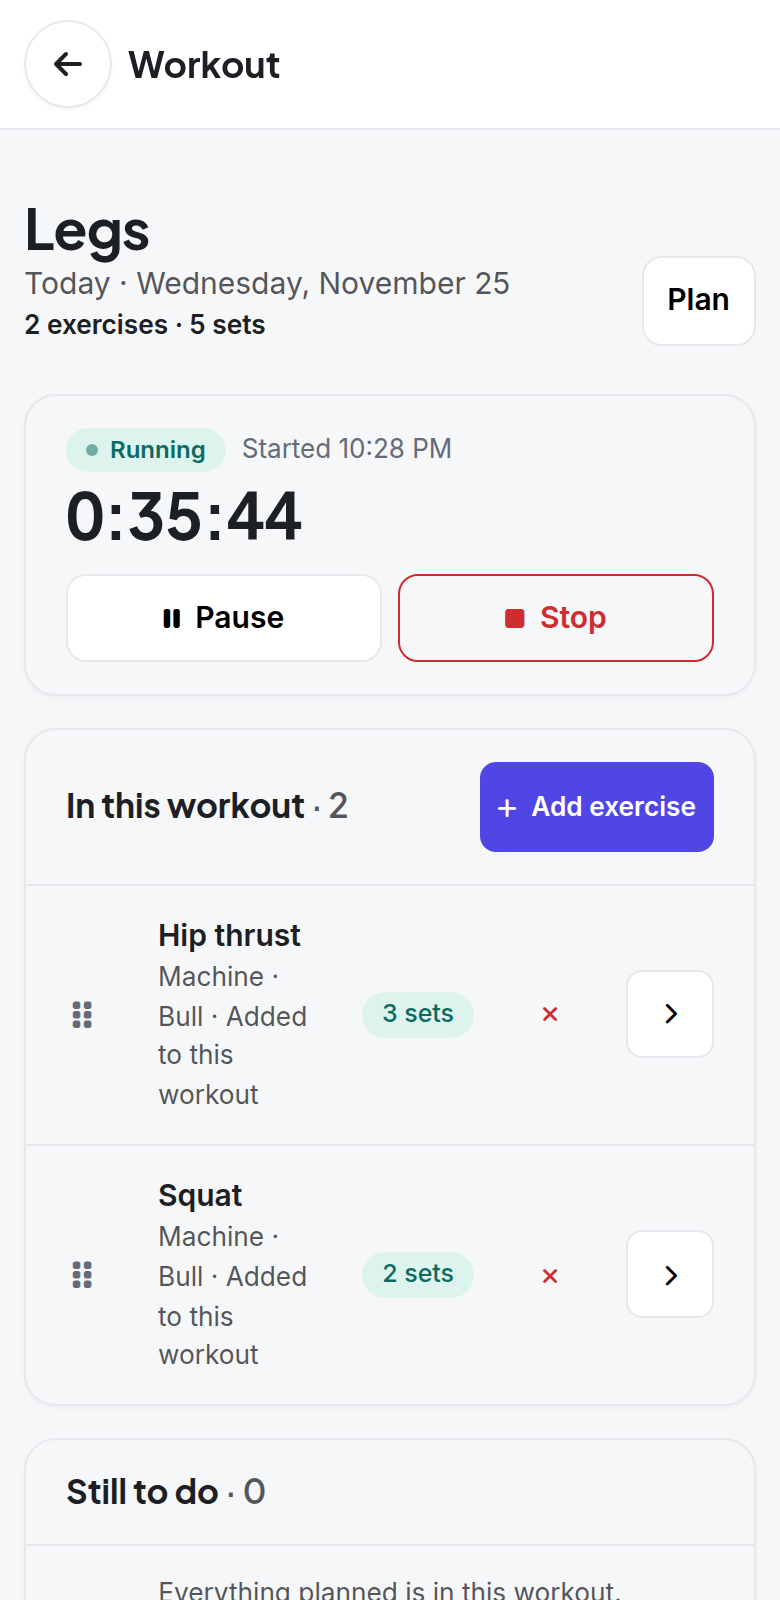 Workout
Legs
Today · Wednesday, November 25
2 exercises · 5 sets
Plan
Running
Started 10:28 PM
0:35:44
Pause
Stop
In this workout · 2
+ Add exercise
Hip thrust
Machine ·
Bull · Added
to this
workout
3 sets
×
Squat
Machine ·
Bull · Added
to this
workout
2 sets
×
Still to do · 0
Everything planned is in this workout.